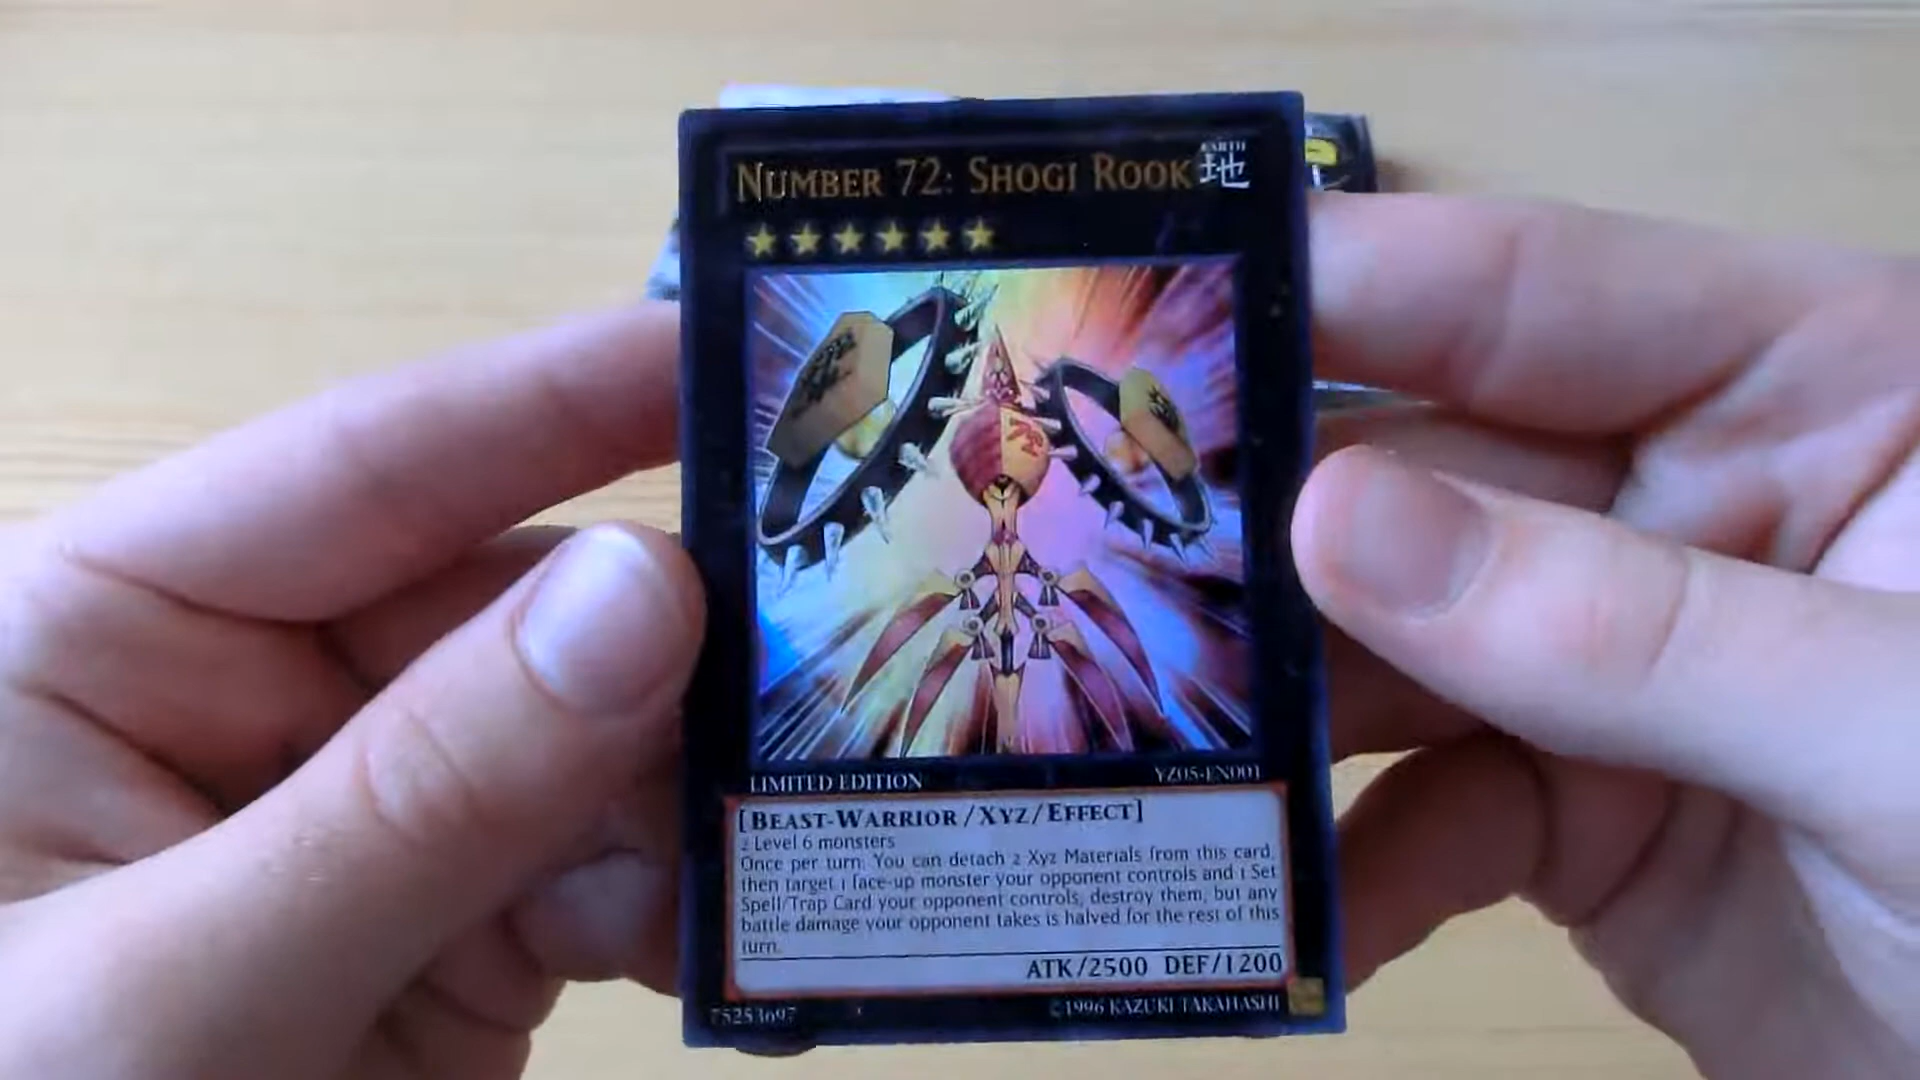 NUMBER 72: SHOGI ROOK
EARTH
地
LIMITED EDITION
YZ05-EN001
[BEAST-WARRIOR/XYZ/EFFECT]
2 Level 6 monsters
Once per turn: You can detach 2 Xyz Materials from this card,
then target 1 face-up monster your opponent controls and 1 Set
Spell/Trap Card your opponent controls; destroy them, but any
battle damage your opponent takes is halved for the rest of this
turn.
ATK/2500 DEF/1200
75253697
©1996 KAZUKI TAKAHASHI